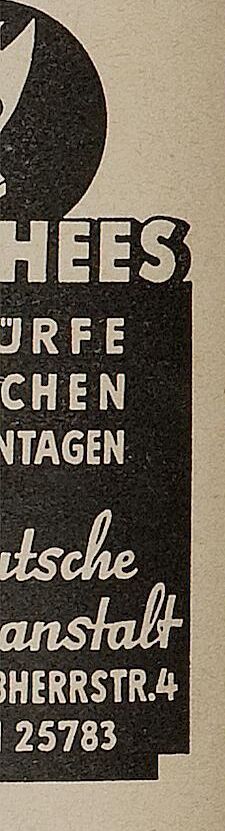 HEES
ÜRFE
CHEN
NTAGEN
utsche
anstalt
BHERRSTR.4
25783